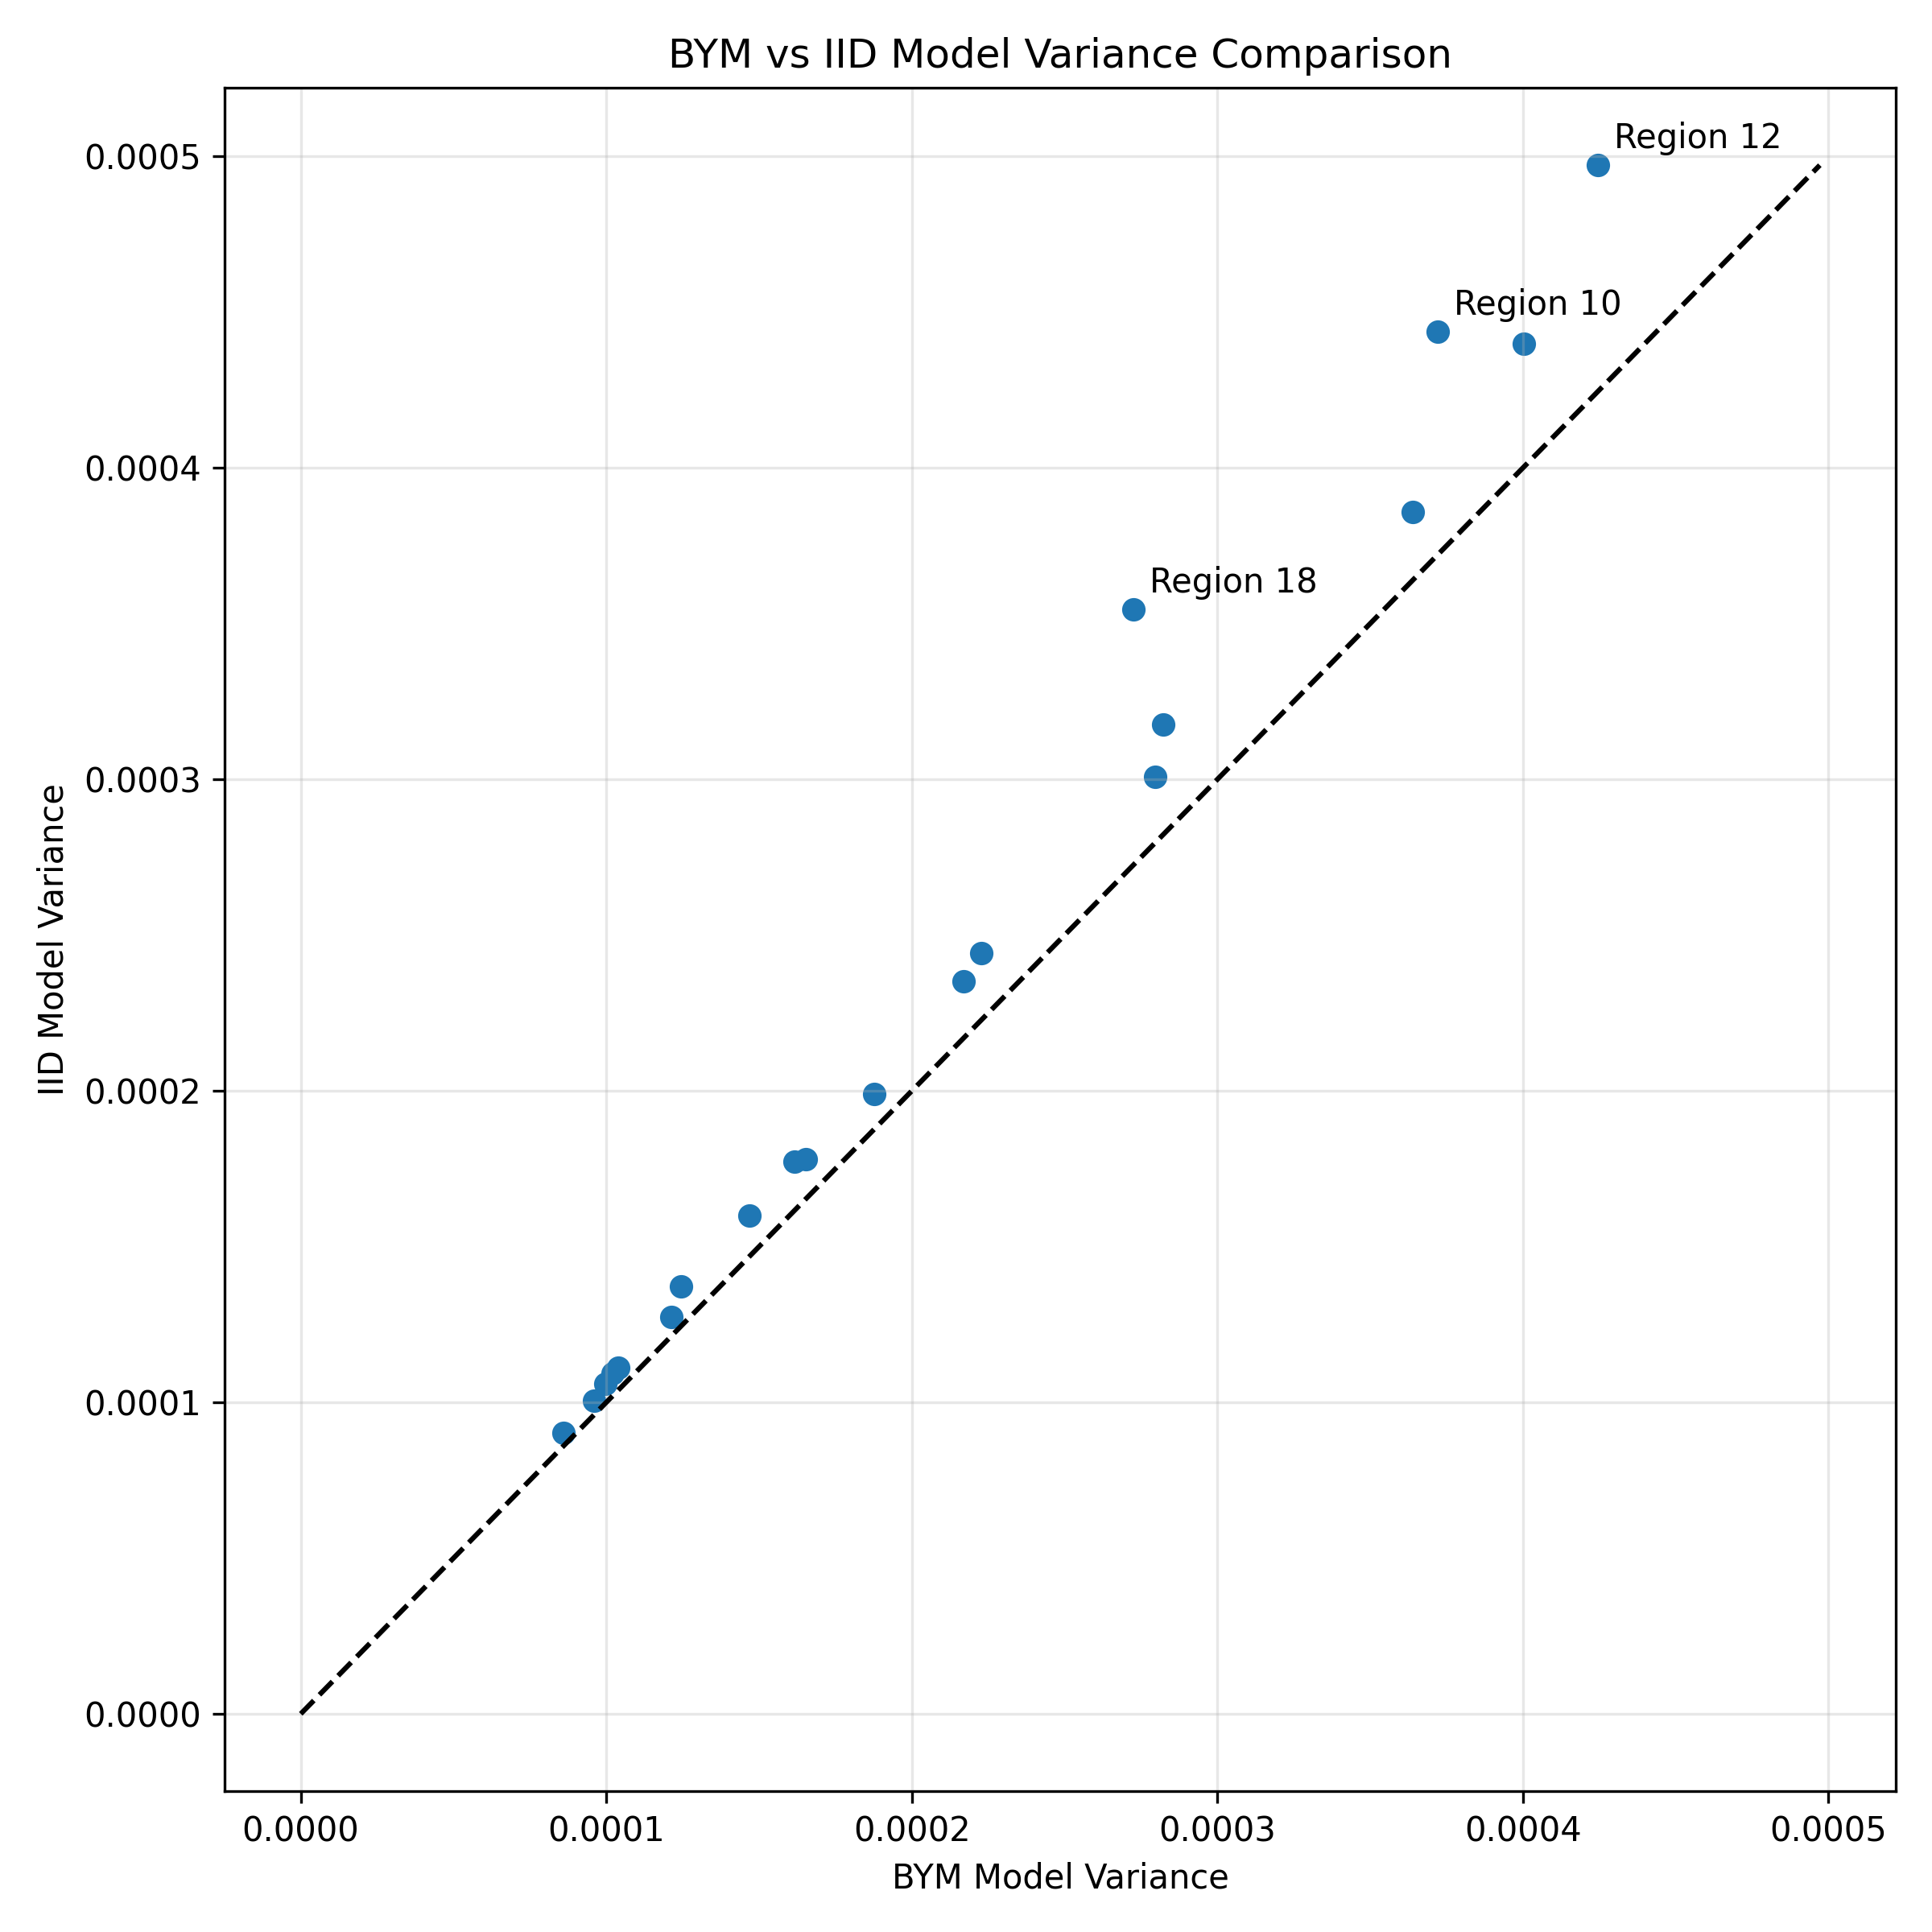 BYM vs IID Model Variance Comparison
Region 12
Region 10
Region 18
IID Model Variance
0.0005
0.0004
0.0003
0.0002
0.0001
0.0000
0.0000 0.0001 0.0002 0.0003 0.0004 0.0005
BYM Model Variance